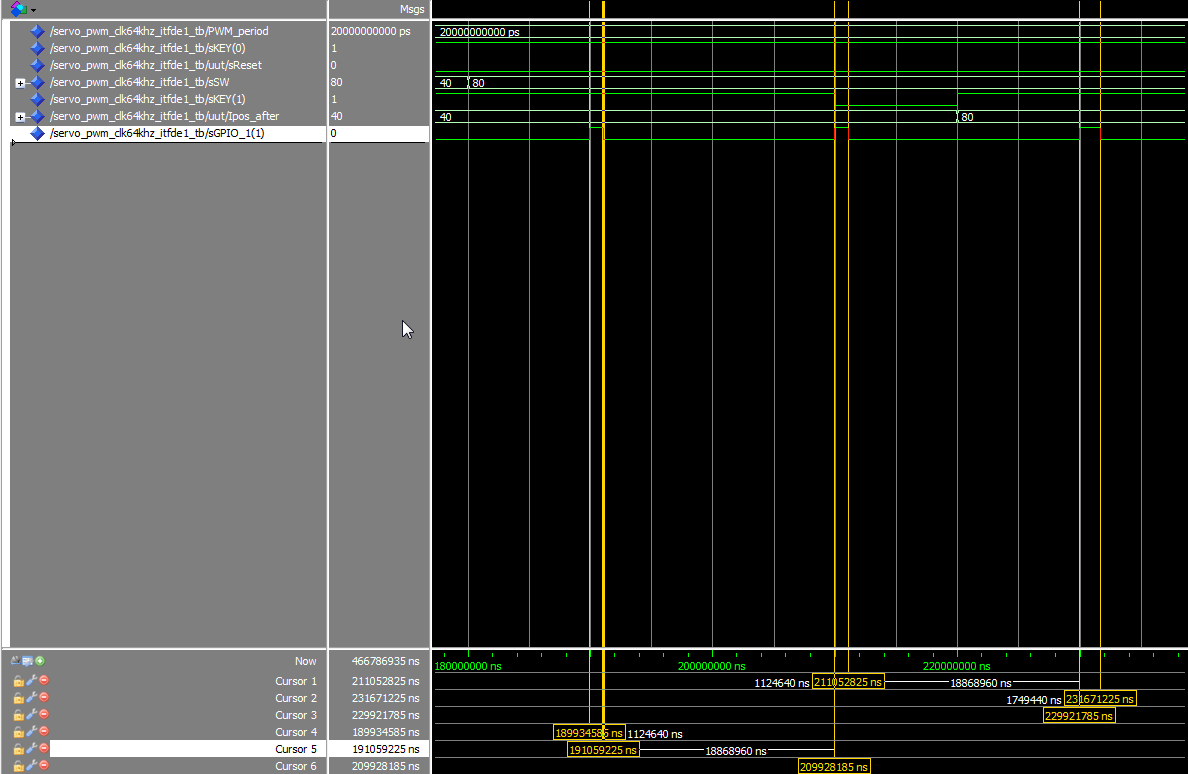 Msgs
/servo_pwm_clk64khz_itfde1_tb/PWM_period 20000000000 ps 20000000000 ps
/servo_pwm_clk64khz_itfde1_tb/sKEY(0) 1
/servo_pwm_clk64khz_itfde1_tb/uut/sReset 0
/servo_pwm_clk64khz_itfde1_tb/sSW 80 40 80
/servo_pwm_clk64khz_itfde1_tb/sKEY(1) 1
/servo_pwm_clk64khz_itfde1_tb/uut/Ipos_after 40 40 80
/servo_pwm_clk64khz_itfde1_tb/sGPIO_1(1) 0
Now 466786935 ns 180000000 ns 200000000 ns 220000000 ns
Cursor 1 211052825 ns 1124640 ns 211052825 ns 18868960 ns
Cursor 2 231671225 ns 1749440 ns 231671225 ns
Cursor 3 229921785 ns 229921785 ns
Cursor 4 189934585 ns 189934585 ns 1124640 ns
Cursor 5 191059225 ns 191059225 ns 18868960 ns
Cursor 6 209928185 ns 209928185 ns